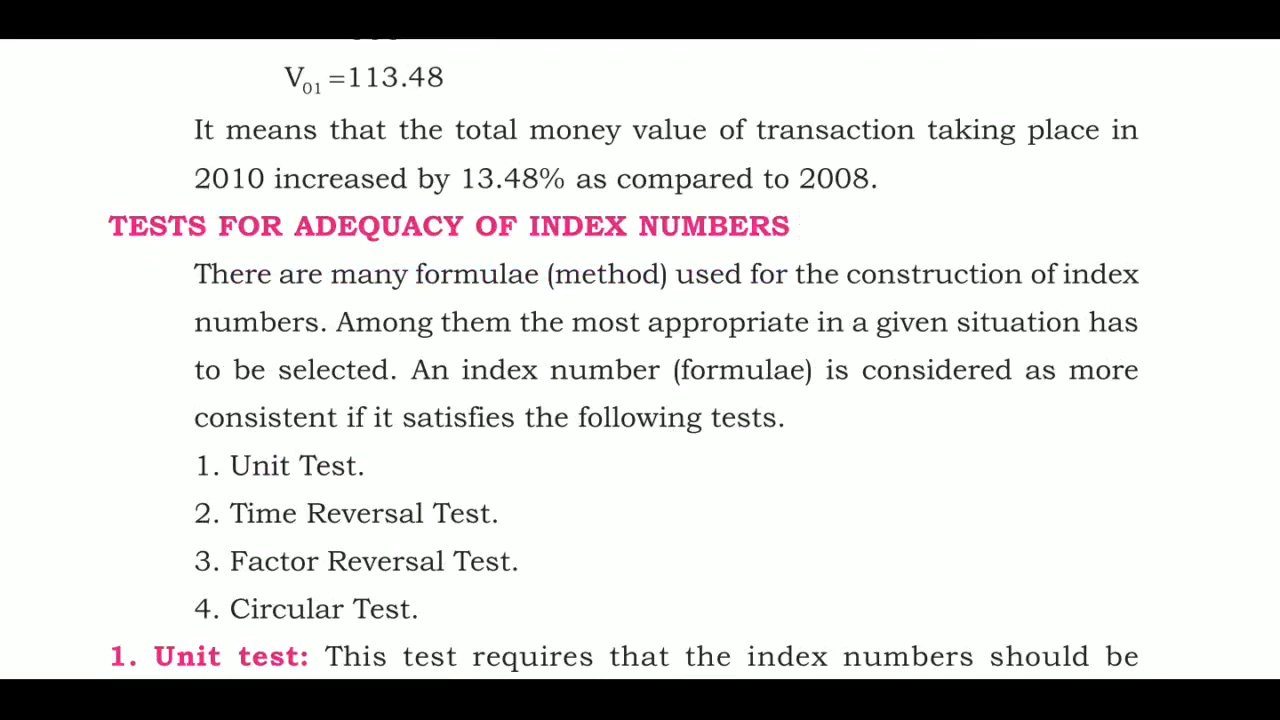 V01 =113.48
It means that the total money value of transaction taking place in
2010 increased by 13.48% as compared to 2008.
TESTS FOR ADEQUACY OF INDEX NUMBERS
There are many formulae (method) used for the construction of index
numbers. Among them the most appropriate in a given situation has
to be selected. An index number (formulae) is considered as more
consistent if it satisfies the following tests.
1. Unit Test.
2. Time Reversal Test.
3. Factor Reversal Test.
4. Circular Test.
1. Unit test: This test requires that the index numbers should be